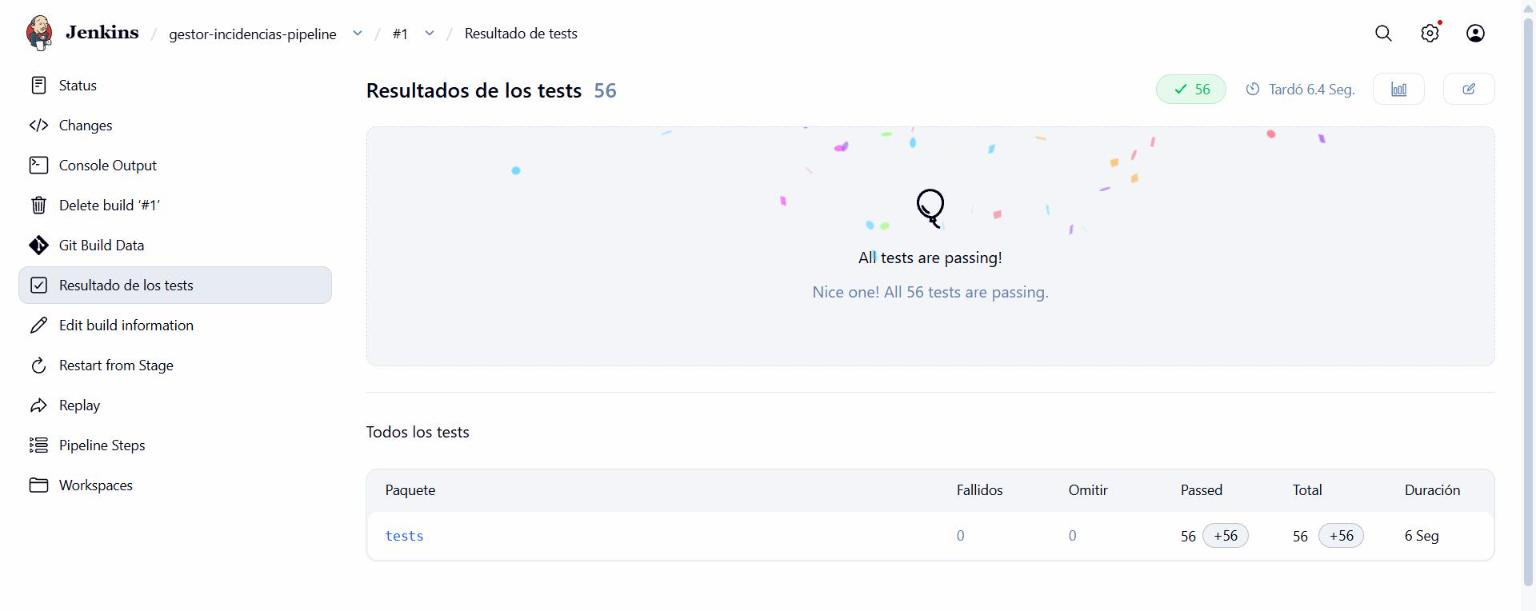 Jenkins / gestor-incidencias-pipeline / #1 / Resultado de tests
Status
Changes
Console Output
Delete build ‘#1’
Git Build Data
Resultado de los tests
Edit build information
Restart from Stage
Replay
Pipeline Steps
Workspaces
Resultados de los tests 56
56
Tardó 6.4 Seg.
All tests are passing!
Nice one! All 56 tests are passing.
Todos los tests
Paquete Fallidos Omitir Passed Total Duración
tests 0 0 56 +56 56 +56 6 Seg